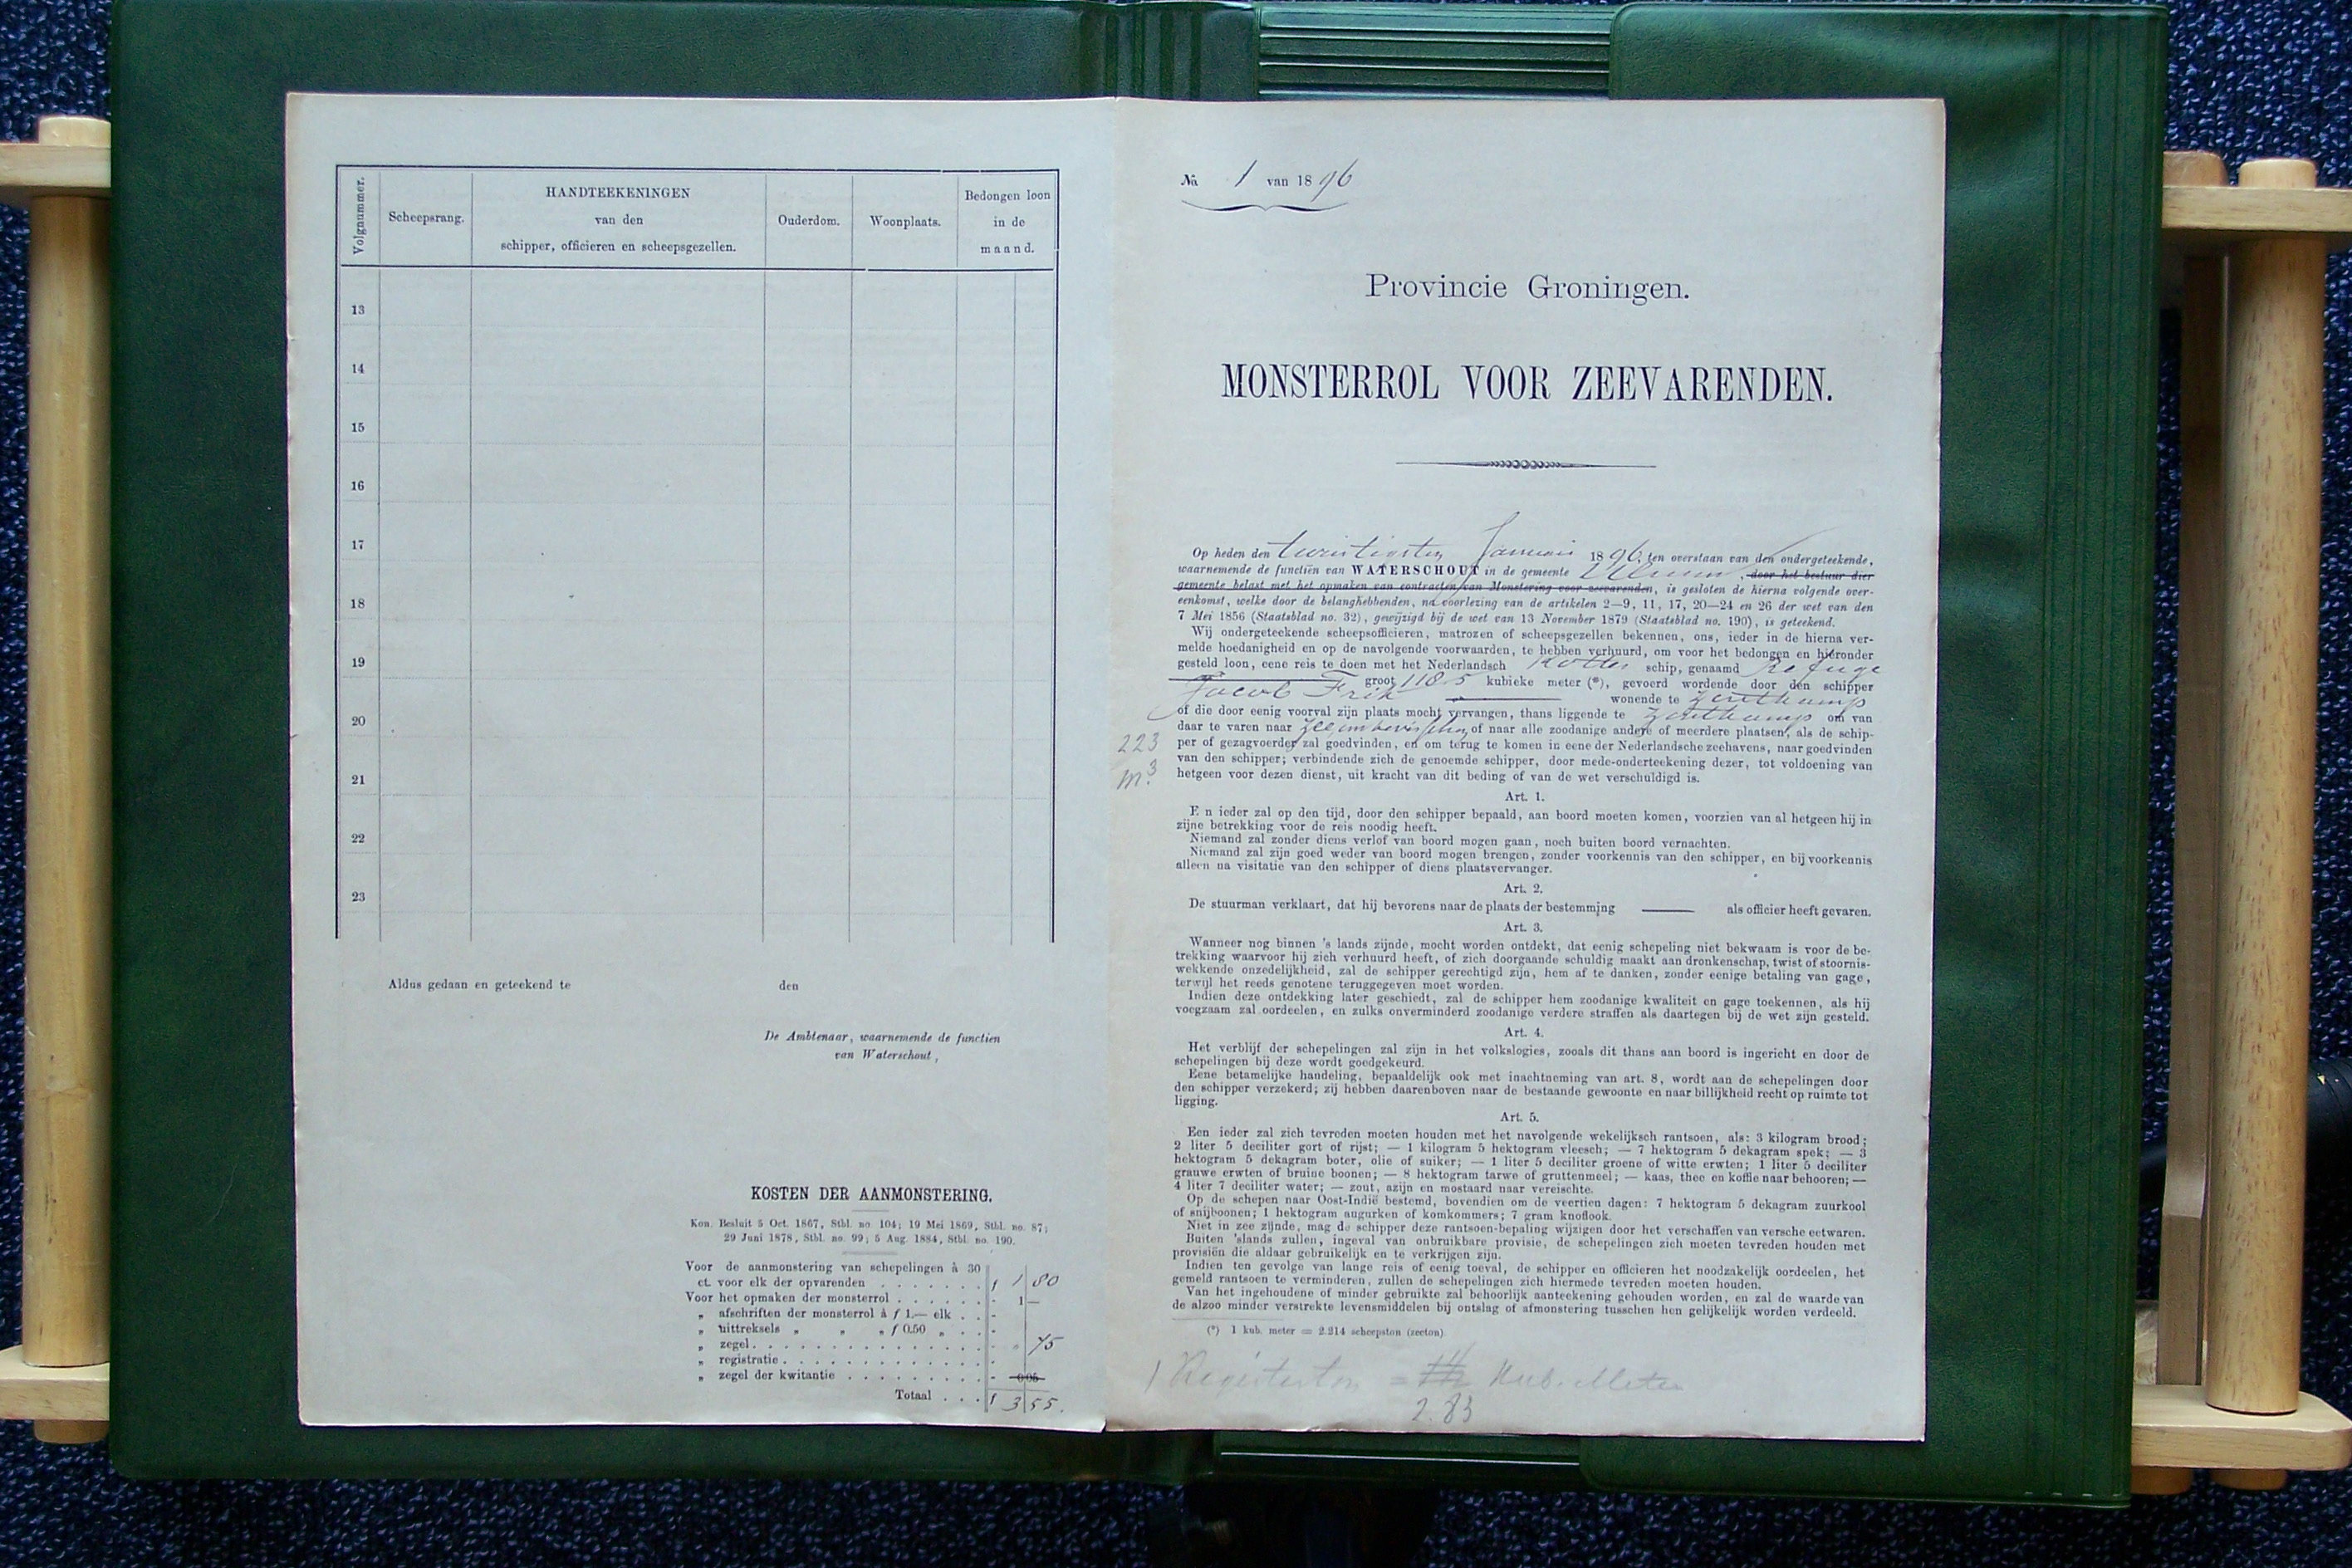 Volgnummer.
Scheepsrang.
HANDTEEKENINGEN
van den
schipper, officieren en scheepsgezellen.
Ouderdom.
Woonplaats.
Bedongen loon
in de
maand.
13
14
15
16
17
18
19
20
21
22
23
Aldus gedaan en geteekend te den
De Ambtenaar, waarnemende de functien
van Waterschout,
KOSTEN DER AANMONSTERING.
Kon. Besluit 5 Oct. 1867, Stbl. no 104; 19 Mei 1869, Stbl. no. 87;
29 Juni 1878, Stbl. no. 99; 5 Aug. 1884, Stbl. no. 190.
Voor de aanmonstering van schepelingen à 30
ct. voor elk der opvarenden . . . . . . . f 1 80
Voor het opmaken der monsterrol . . . . . . - 1 —
„ afschriften der monsterrol à f 1.— elk . . -
„ uittreksels „ „ „ f 0.50 „ . . -
„ zegel . . . . . . . . . . . . . . . . - „ 75
„ registratie . . . . . . . . . . . . . . -
„ zegel der kwitantie . . . . . . . . . . - 0 05
Totaal . . . f 3 55.
No 1 van 1896
Provincie Groningen.
MONSTERROL VOOR ZEEVARENDEN.
Op heden den twintigsten Januari 1896, ten overstaan van den ondergeteekende,
waarnemende de functiën van WATERSCHOUT in de gemeente Ulrum, door het bestuur dier
gemeente belast met het opmaken van contracten van Monstering voor zeevarenden, is gesloten de hierna volgende over-
eenkomst, welke door de belanghebbenden, na voorlezing van de artikelen 2—9, 11, 17, 20—24 en 26 der wet van den
7 Mei 1856 (Staatsblad no. 32), gewijzigd bij de wet van 13 November 1879 (Staatsblad no. 190), is geteekend.
Wij ondergeteekende scheepsofficieren, matrozen of scheepsgezellen bekennen, ons, ieder in de hierna ver-
melde hoedanigheid en op de navolgende voorwaarden, te hebben verhuurd, om voor het bedongen en hieronder
gesteld loon, eene reis te doen met het Nederlandsch Kotter schip, genaamd Refuge
groot 118.5 kubieke meter (*), gevoerd wordende door den schipper
Jacob Frik wonende te Zoutkamp
of die door eenig voorval zijn plaats mocht vervangen, thans liggende te Zoutkamp om van
daar te varen naar Zee of naar alle zoodanige andere of meerdere plaatsen, als de schip-
per of gezagvoerder zal goedvinden, en om terug te komen in eene der Nederlandsche zeehavens, naar goedvinden
van den schipper; verbindende zich de genoemde schipper, door mede-onderteekening dezer, tot voldoening van
hetgeen voor dezen dienst, uit kracht van dit beding of van de wet verschuldigd is.
223
m³
Art. 1.
E n ieder zal op den tijd, door den schipper bepaald, aan boord moeten komen, voorzien van al hetgeen hij in
zijne betrekking voor de reis noodig heeft.
Niemand zal zonder diens verlof van boord mogen gaan, noch buiten boord vernachten.
Niemand zal zijn goed weder van boord mogen brengen, zonder voorkennis van den schipper, en bij voorkennis
alleen na visitatie van den schipper of diens plaatsvervanger.
Art. 2.
De stuurman verklaart, dat hij bevorens naar de plaats der bestemming ——— als officier heeft gevaren.
Art. 3.
Wanneer nog binnen 's lands zijnde, mocht worden ontdekt, dat eenig schepeling niet bekwaam is voor de be-
trekking waarvoor hij zich verhuurd heeft, of zich doorgaande schuldig maakt aan dronkenschap, twist of stoornis-
wekkende onzedelijkheid, zal de schipper gerechtigd zijn, hem af te danken, zonder eenige betaling van gage,
terwijl het reeds genotene teruggegeven moet worden.
Indien deze ontdekking later geschiedt, zal de schipper hem zoodanige kwaliteit en gage toekennen, als hij
voegzaam zal oordeelen, en zulks onverminderd zoodanige verdere straffen als daartegen bij de wet zijn gesteld.
Art. 4.
Het verblijf der schepelingen zal zijn in het volkslogies, zooals dit thans aan boord is ingericht en door de
schepelingen bij deze wordt goedgekeurd.
Eene betamelijke handeling, bepaaldelijk ook met inachtneming van art. 8, wordt aan de schepelingen door
den schipper verzekerd; zij hebben daarenboven naar de bestaande gewoonte en naar billijkheid recht op ruimte tot
ligging.
Art. 5.
Een ieder zal zich tevreden moeten houden met het navolgende wekelijksch rantsoen, als: 3 kilogram brood;
2 liter 5 deciliter gort of rijst; — 1 kilogram 5 hektogram vleesch; — 7 hektogram 5 dekagram spek; — 3
hektogram 5 dekagram boter, olie of suiker; — 1 liter 5 deciliter groene of witte erwten; 1 liter 5 deciliter
grauwe erwten of bruine boonen; — 8 hektogram tarwe of gruttenmeel; — kaas, thee en koffie naar behooren; —
4 liter 7 deciliter water; — zout, azijn en mostaard naar vereischte.
Op de schepen naar Oost-Indië bestemd, bovendien om de veertien dagen: 7 hektogram 5 dekagram zuurkool
of snijboonen; 1 hektogram augurken of komkommers; 7 gram knoflook.
Niet in zee zijnde, mag de schipper deze rantsoen-bepaling wijzigen door het verschaffen van versche eetwaren.
Buiten 'slands zullen, ingeval van onbruikbare provisie, de schepelingen zich moeten tevreden houden met
provisiën die aldaar gebruikelijk en te verkrijgen zijn.
Indien ten gevolge van lange reis of eenig toeval, de schipper en officieren het noodzakelijk oordeelen, het
gemeld rantsoen te verminderen, zullen de schepelingen zich hiermede tevreden moeten houden.
Van het ingehoudene of minder gebruikte zal behoorlijk aanteekening gehouden worden, en zal de waarde van
de alzoo minder verstrekte levensmiddelen bij ontslag of afmonstering tusschen hen gelijkelijk worden verdeeld.
(*) 1 kub. meter = 2.214 scheepston (zeeton).
1 Registerton = Kub. Meter
2.83